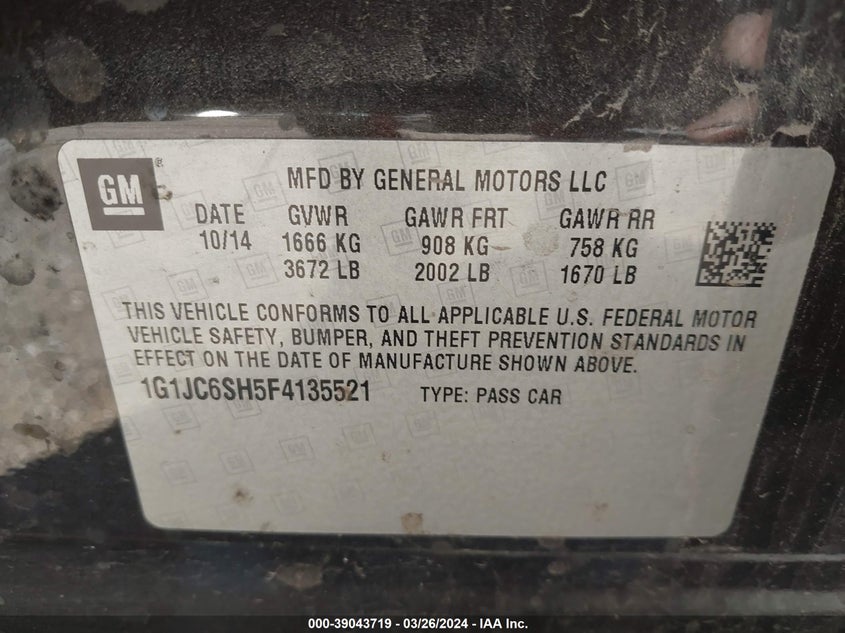 GM
MFD BY GENERAL MOTORS LLC
DATE GVWR GAWR FRT GAWR RR
10/14 1666 KG 908 KG 758 KG
3672 LB 2002 LB 1670 LB
THIS VEHICLE CONFORMS TO ALL APPLICABLE U.S. FEDERAL MOTOR
VEHICLE SAFETY, BUMPER, AND THEFT PREVENTION STANDARDS IN
EFFECT ON THE DATE OF MANUFACTURE SHOWN ABOVE.
1G1JC6SH5F4135521 TYPE: PASS CAR
000-39043719 - 03/26/2024 - IAA Inc.